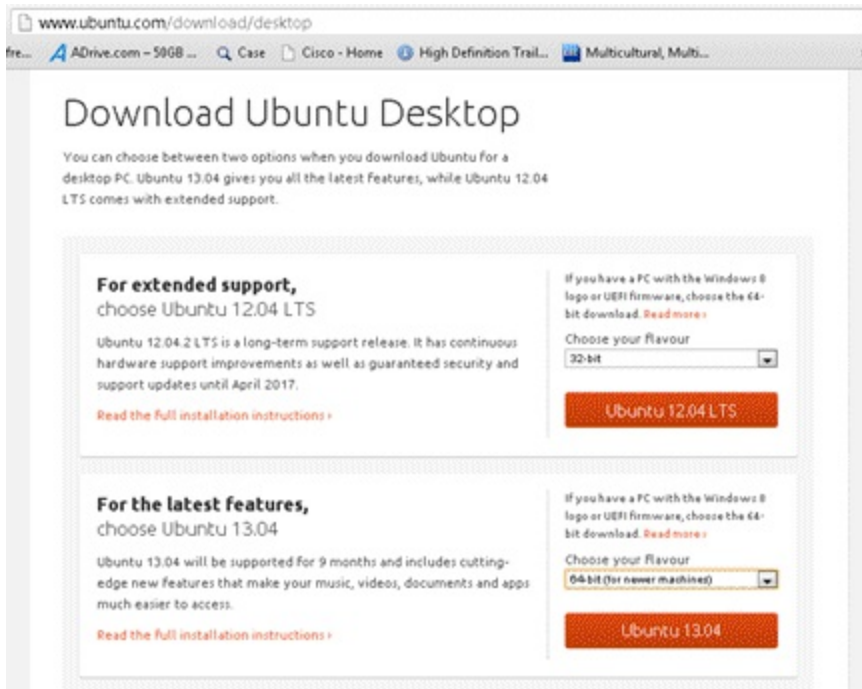 www.ubuntu.com/download/desktop
fre... ADrive.com – 50GB ... Case Cisco - Home High Definition Trail... Multicultural, Multi...
Download Ubuntu Desktop
You can choose between two options when you download Ubuntu for a
desktop PC. Ubuntu 13.04 gives you all the latest features, while Ubuntu 12.04
LTS comes with extended support.
For extended support,
choose Ubuntu 12.04 LTS
Ubuntu 12.04.2 LTS is a long-term support release. It has continuous
hardware support improvements as well as guaranteed security and
support updates until April 2017.
Read the full installation instructions ›
If you have a PC with the Windows 8
logo or UEFI firmware, choose the 64-
bit download. Read more ›
Choose your flavour
32-bit
Ubuntu 12.04 LTS
For the latest features,
choose Ubuntu 13.04
Ubuntu 13.04 will be supported for 9 months and includes cutting-
edge new features that make your music, videos, documents and apps
much easier to access.
Read the full installation instructions ›
If you have a PC with the Windows 8
logo or UEFI firmware, choose the 64-
bit download. Read more ›
Choose your flavour
64-bit (for newer machines)
Ubuntu 13.04